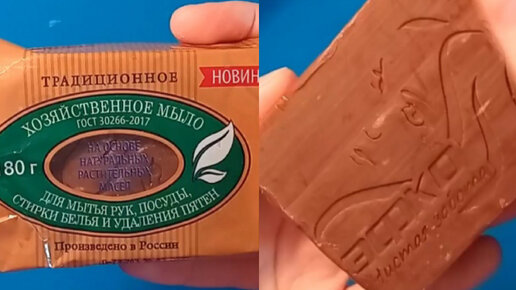 ТРАДИЦИОННОЕ
НОВИН
ХОЗЯЙСТВЕННОЕ МЫЛО
ГОСТ 30266-2017
80 г
НА ОСНОВЕ
НАТУРАЛЬНЫХ
РАСТИТЕЛЬНЫХ
МАСЕЛ
ДЛЯ МЫТЬЯ РУК, ПОСУДЫ,
СТИРКИ БЕЛЬЯ И УДАЛЕНИЯ ПЯТЕН
Произведено в России